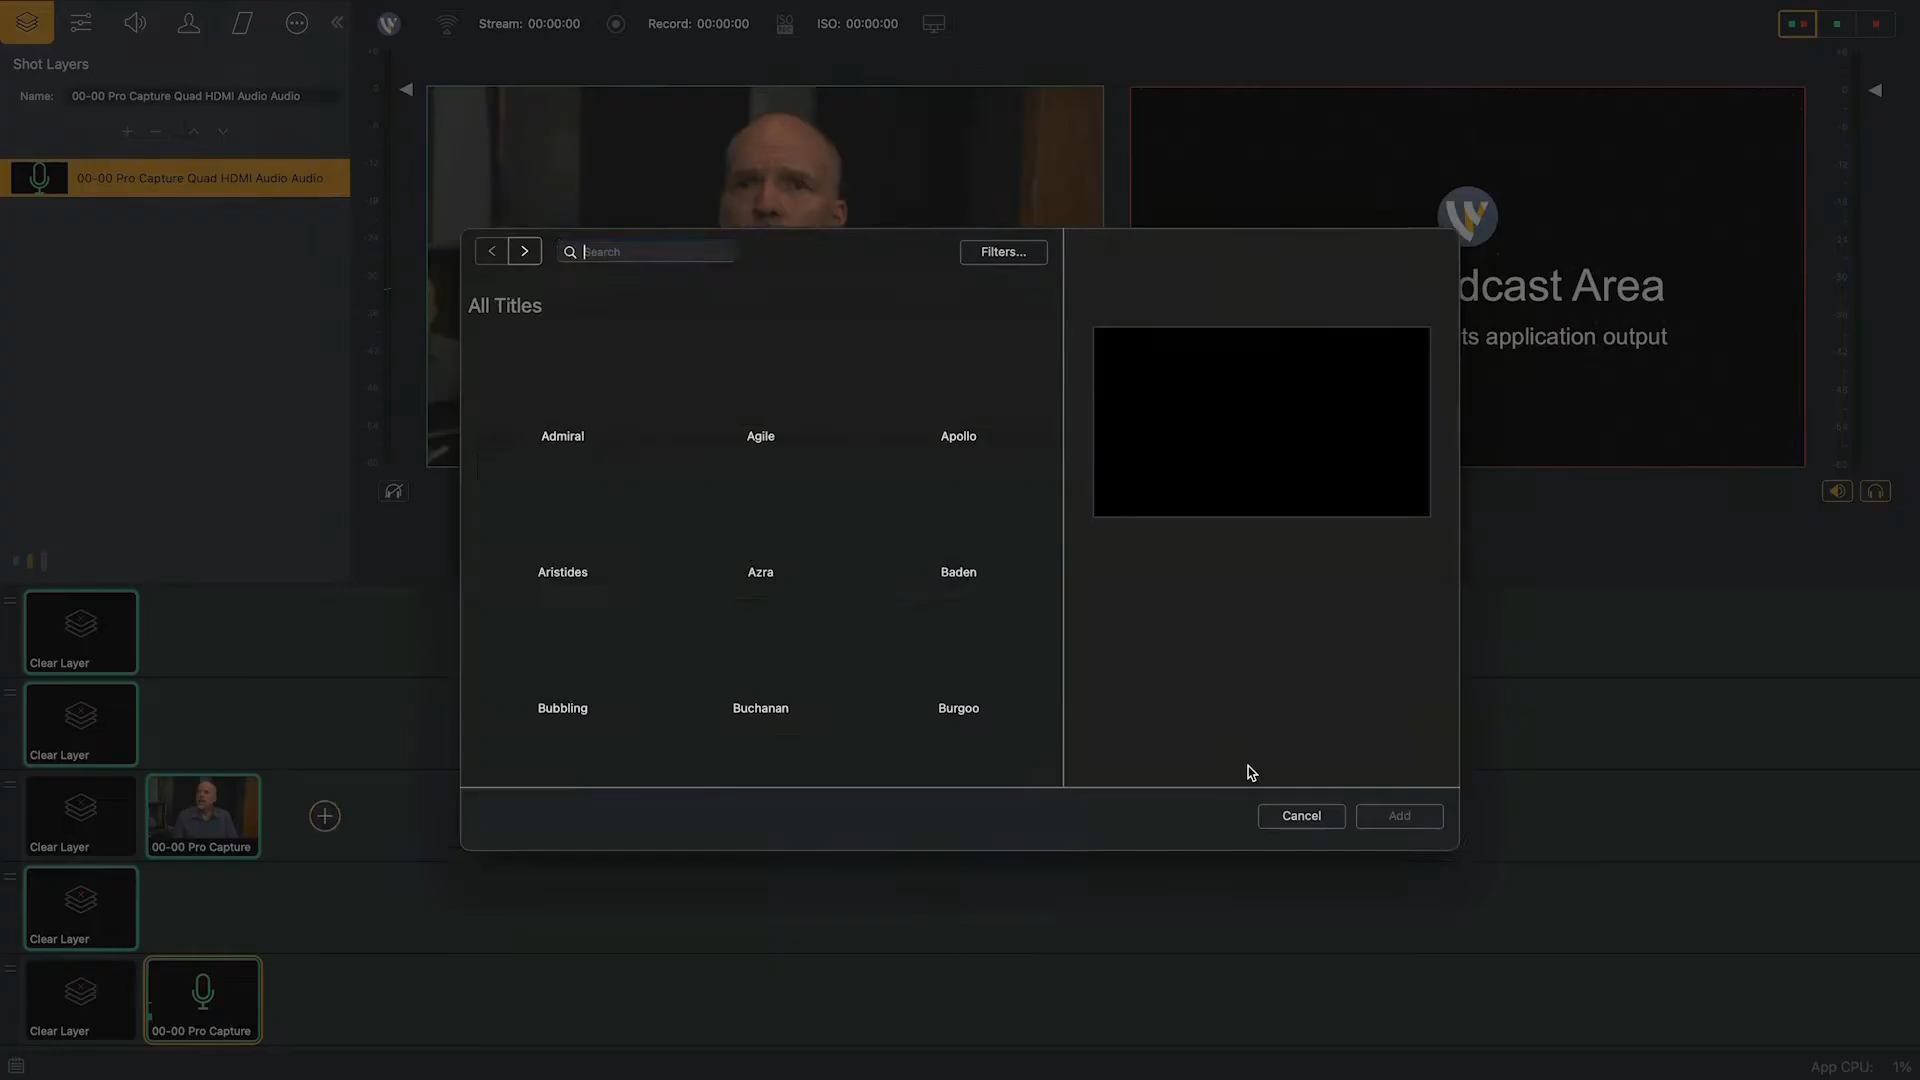 Stream: 00:00:00
Record: 00:00:00
ISO REC
ISO: 00:00:00
Shot Layers
Name: 00-00 Pro Capture Quad HDMI Audio Audio
00-00 Pro Capture Quad HDMI Audio Audio
Search
Filters...
All Titles
dcast Area
ts application output
Admiral
Agile
Apollo
Aristides
Azra
Baden
Bubbling
Buchanan
Burgoo
Cancel
Add
Clear Layer
Clear Layer
Clear Layer
00-00 Pro Capture
Clear Layer
Clear Layer
00-00 Pro Capture
App CPU: 1%